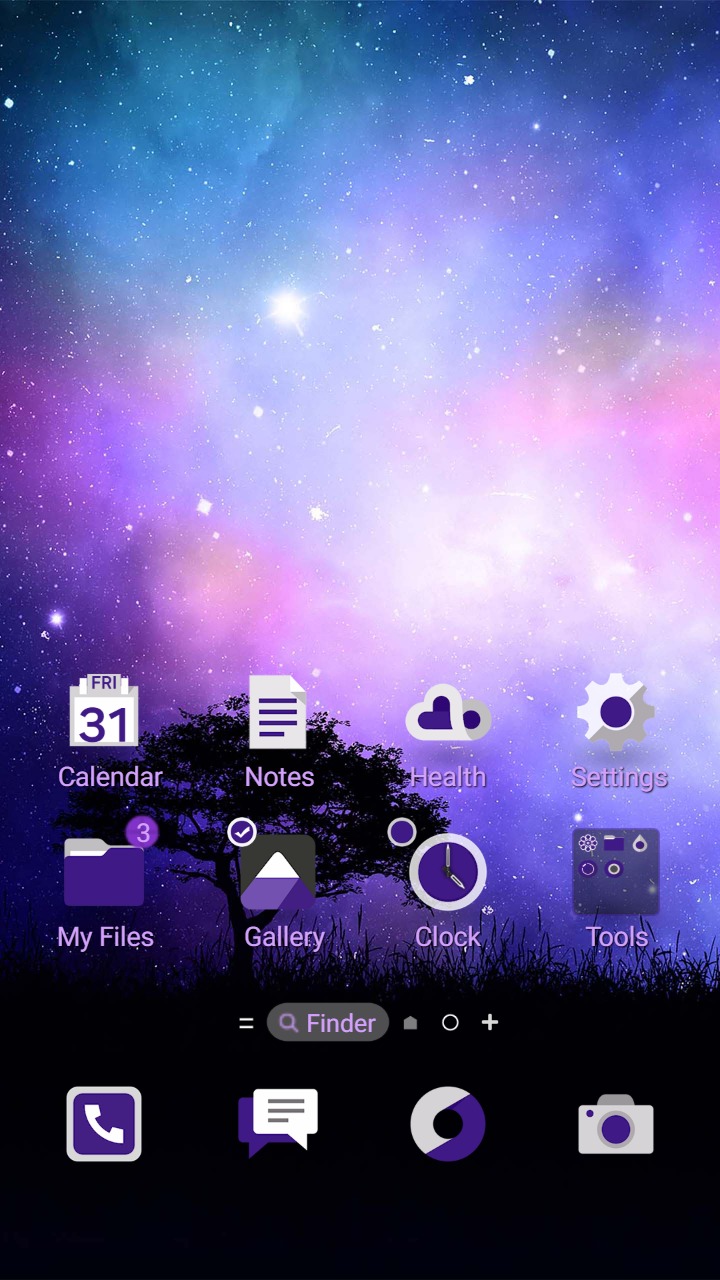 FRI
31
Calendar
Notes
Health
Settings
3
My Files
Gallery
Clock
Tools
Finder